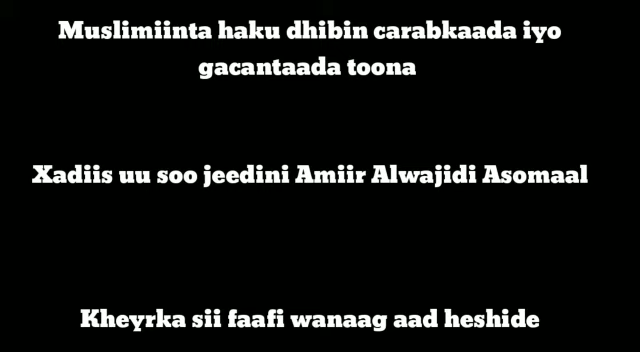 Muslimiinta haku dhibin carabkaada iyo
gacantaada toona
Xadiis uu soo jeedini Amiir Alwajidi Asomaal
Kheyrka sii faafi wanaag aad heshide